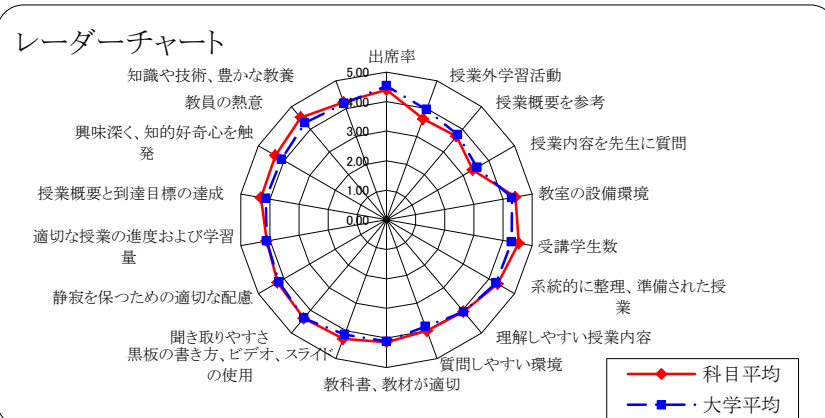 レーダーチャート
出席率
授業外学習活動
授業概要を参考
授業内容を先生に質問
教室の設備環境
受講学生数
系統的に整理、準備された授
業
理解しやすい授業内容
質問しやすい環境
教科書、教材が適切
黒板の書き方、ビデオ、スライド
の使用
聞き取りやすさ
静寂を保つための適切な配慮
適切な授業の進度および学習
量
授業概要と到達目標の達成
興味深く、知的好奇心を触
発
教員の熱意
知識や技術、豊かな教養
5.00
4.00
3.00
2.00
1.00
0.00
科目平均
大学平均